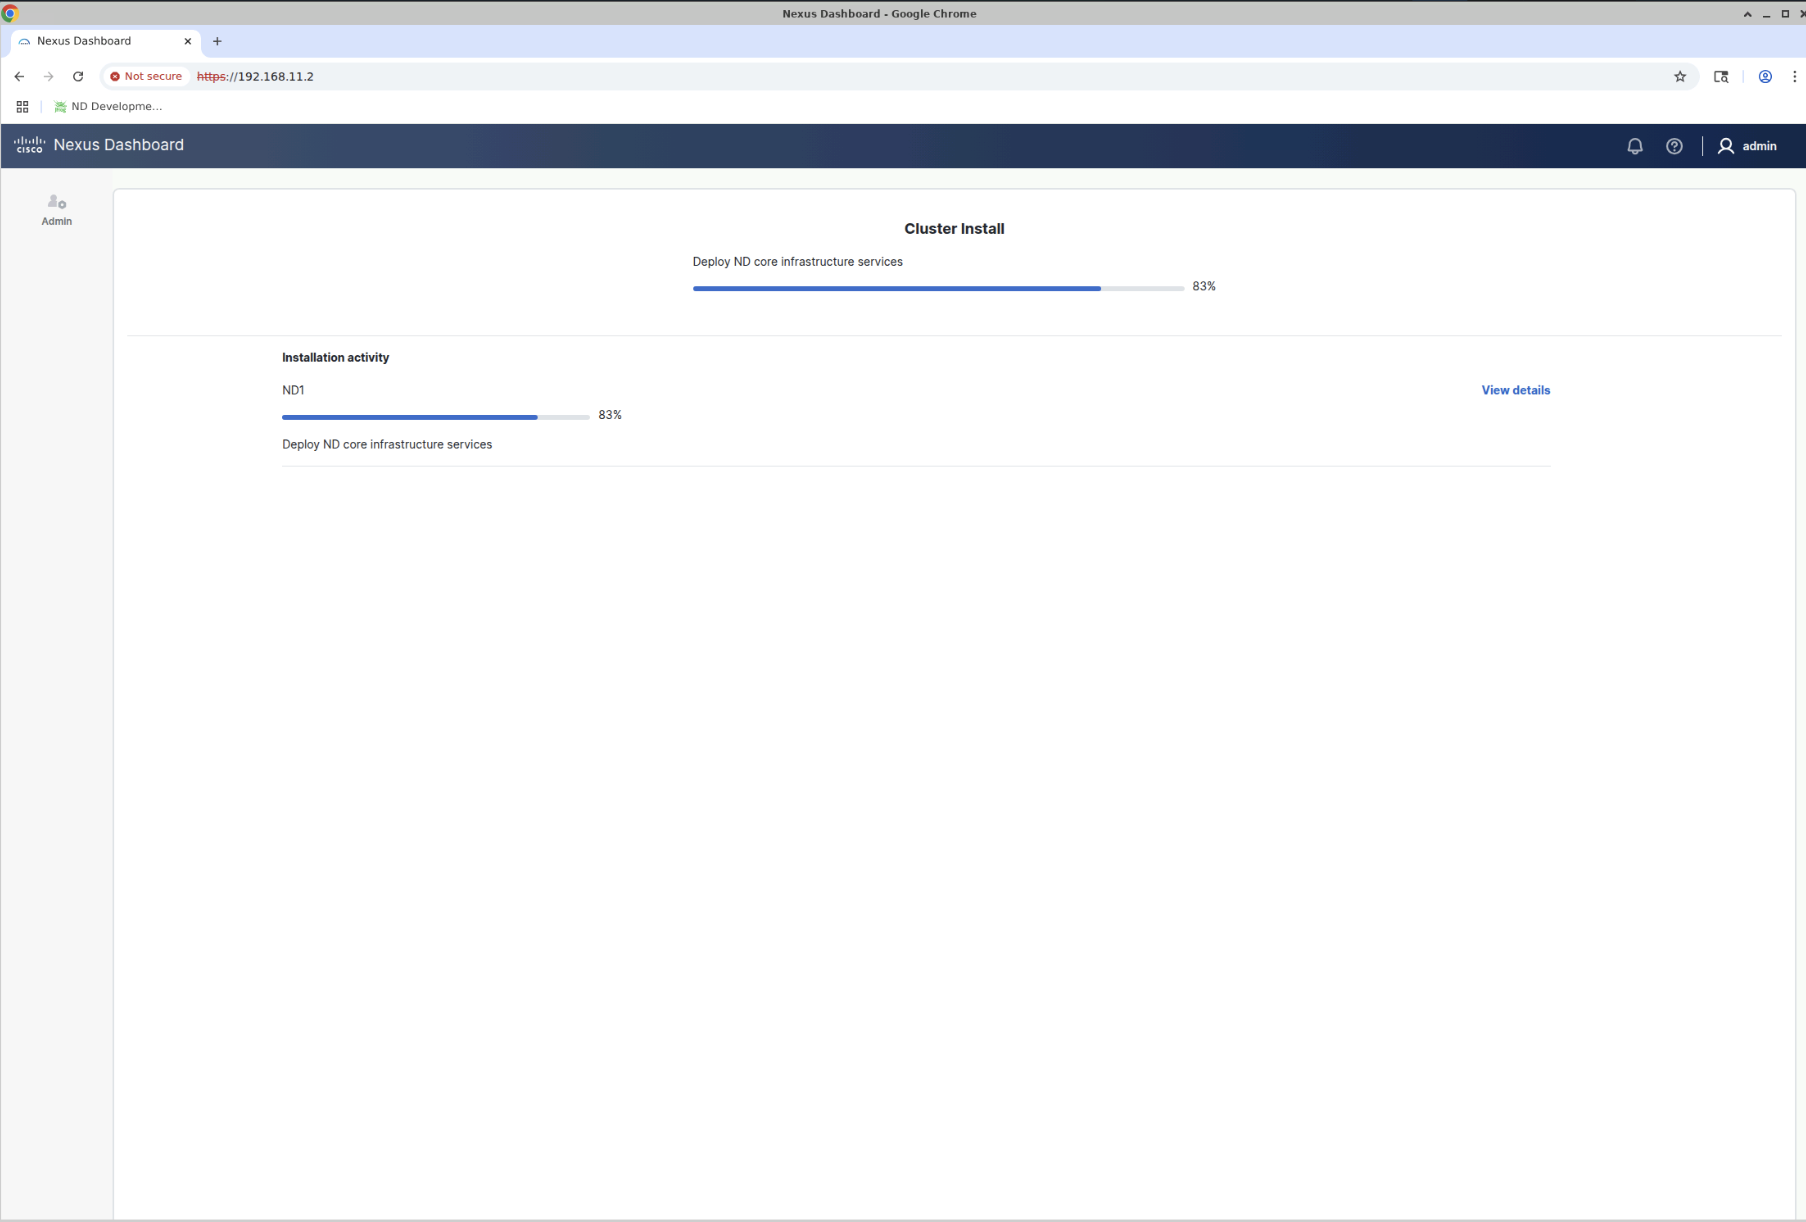 Nexus Dashboard - Google Chrome
Nexus Dashboard
Not secure https://192.168.11.2
ND Developme...
CISCO Nexus Dashboard admin
Admin
Cluster Install
Deploy ND core infrastructure services
83%
Installation activity
ND1 View details
83%
Deploy ND core infrastructure services